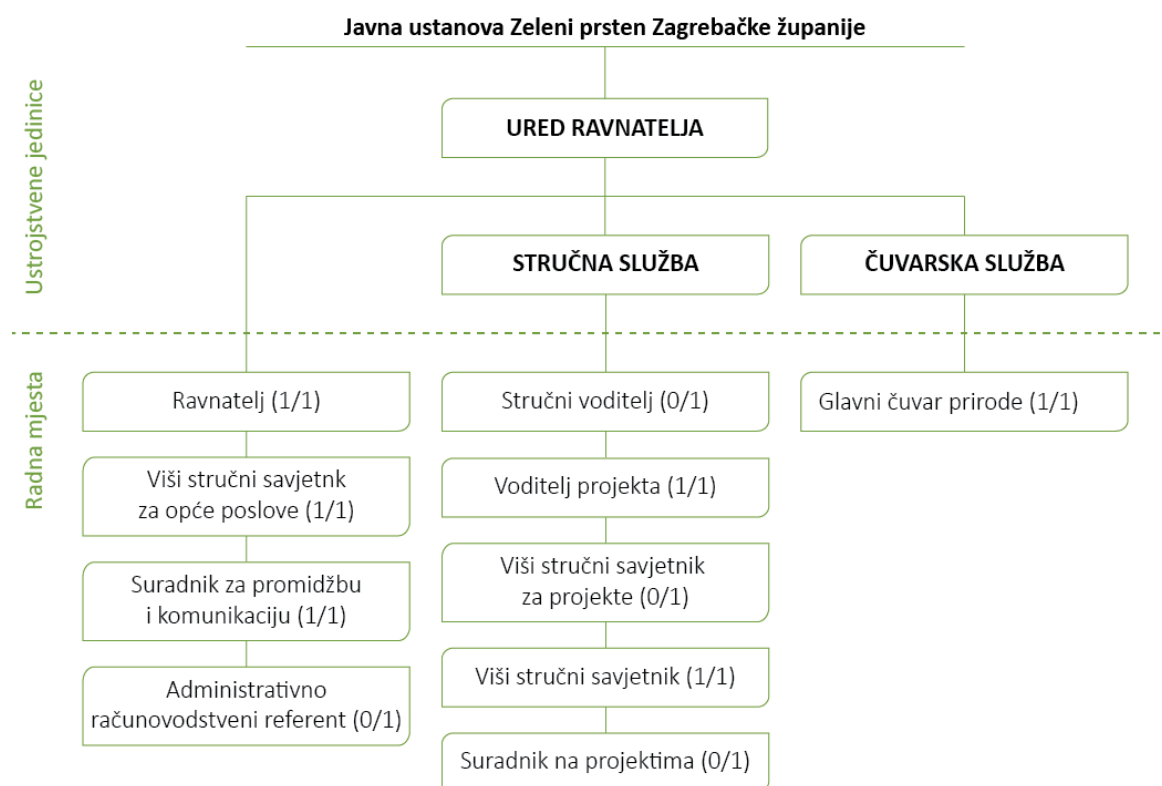 Javna ustanova Zeleni prsten Zagrebačke županije
Ustrojstvene jedinice
URED RAVNATELJA
STRUČNA SLUŽBA
ČUVARSKA SLUŽBA
Radna mjesta
Ravnatelj (1/1)
Viši stručni savjetnk
za opće poslove (1/1)
Suradnik za promidžbu
i komunikaciju (1/1)
Administrativno
računovodstveni referent (0/1)
Stručni voditelj (0/1)
Voditelj projekta (1/1)
Viši stručni savjetnik
za projekte (0/1)
Viši stručni savjetnik (1/1)
Suradnik na projektima (0/1)
Glavni čuvar prirode (1/1)